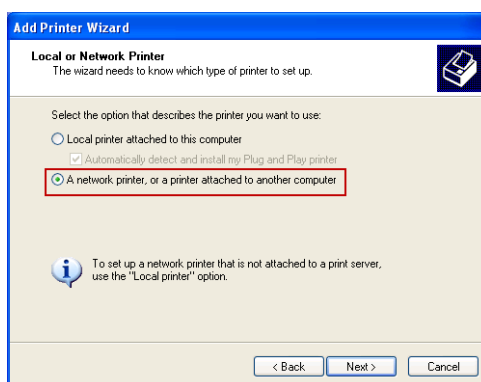 Add Printer Wizard
Local or Network Printer
The wizard needs to know which type of printer to set up.
Select the option that describes the printer you want to use:
Local printer attached to this computer
Automatically detect and install my Plug and Play printer
A network printer, or a printer attached to another computer
To set up a network printer that is not attached to a print server,
use the "Local printer" option.
< Back
Next >
Cancel